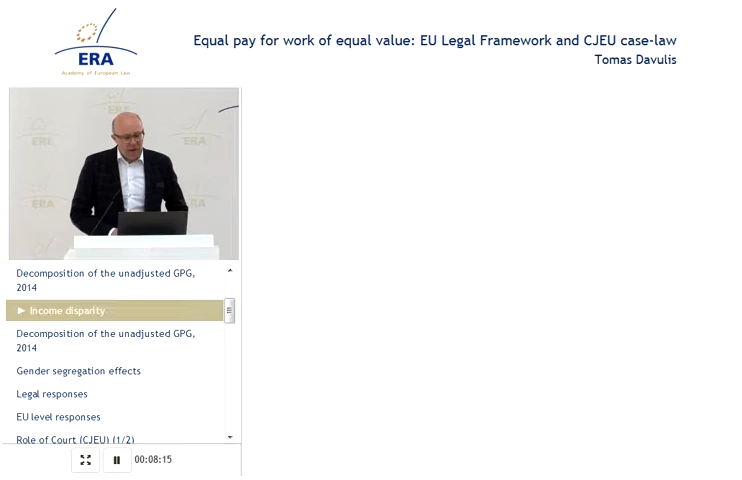 ERA
Academy of European Law
Equal pay for work of equal value: EU Legal Framework and CJEU case-law
Tomas Davulis
ERA
ERA
ERA
ERA
Decomposition of the unadjusted GPG,
2014
Income disparity
Decomposition of the unadjusted GPG,
2014
Gender segregation effects
Legal responses
EU level responses
Role of Court (CJEU) (1/2)
00:08:15